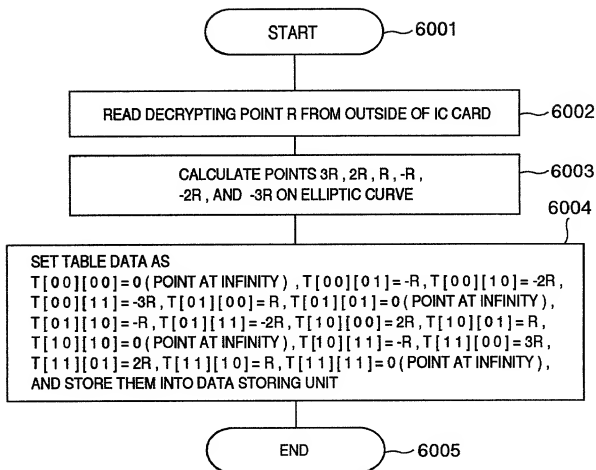 START
6001
READ DECRYPTING POINT R FROM OUTSIDE OF IC CARD
6002
CALCULATE POINTS 3R, 2R, R, -R,
-2R, AND -3R ON ELLIPTIC CURVE
6003
6004
SET TABLE DATA AS
T[00][00]=0(POINT AT INFINITY), T[00][01]=-R, T[00][10]=-2R,
T[00][11]=-3R, T[01][00]=R, T[01][01]=0(POINT AT INFINITY),
T[01][10]=-R, T[01][11]=-2R, T[10][00]=2R, T[10][01]=R,
T[10][10]=0(POINT AT INFINITY), T[10][11]=-R, T[11][00]=3R,
T[11][01]=2R, T[11][10]=R, T[11][11]=0(POINT AT INFINITY),
AND STORE THEM INTO DATA STORING UNIT
END
6005